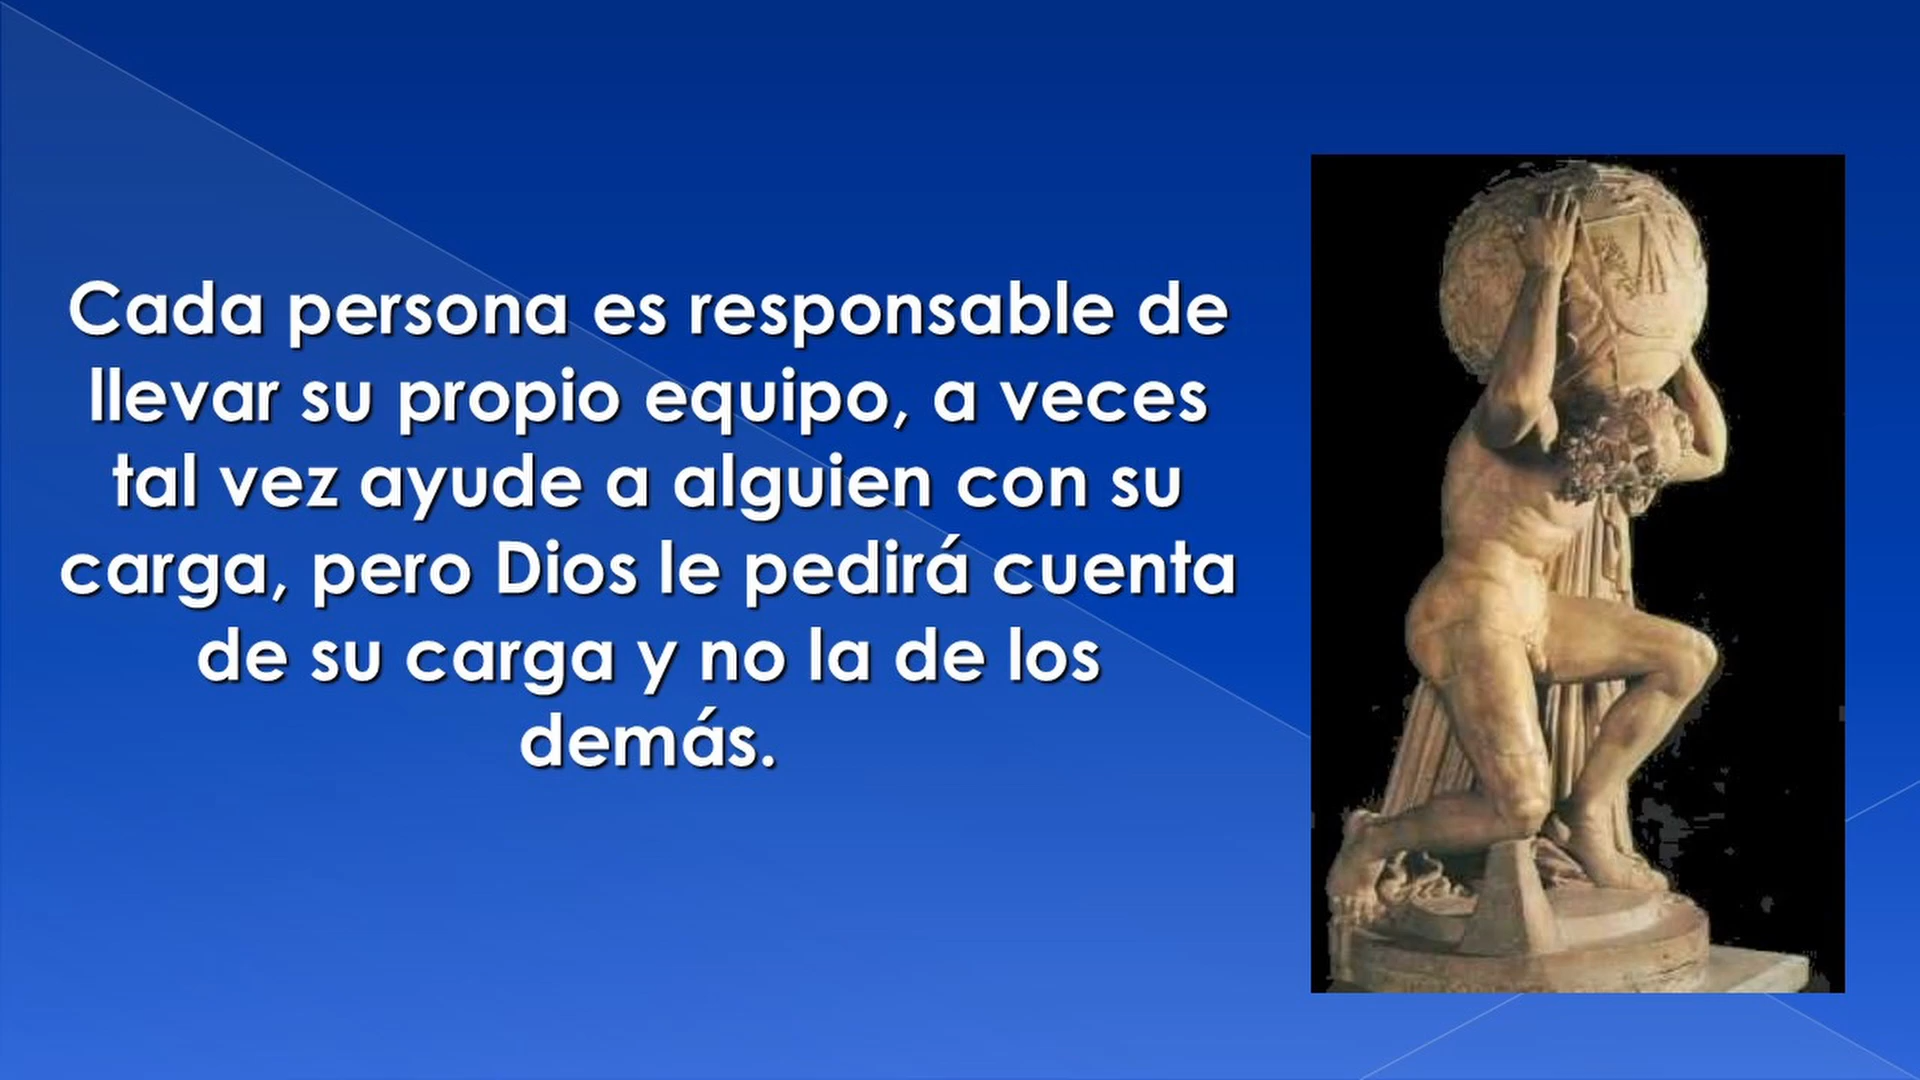 Cada persona es responsable de
llevar su propio equipo, a veces
tal vez ayude a alguien con su
carga, pero Dios le pedirá cuenta
de su carga y no la de los
demás.